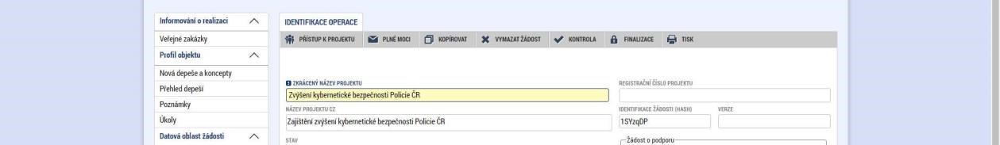 Informování o realizaci
Veřejné zakázky
Profil objektu
Nová depeše a koncepty
Přehled depeší
Poznámky
Úkoly
Datová oblast žádosti
IDENTIFIKACE OPERACE
PŘÍSTUP K PROJEKTU PLNÉ MOCI KOPÍROVAT VYMAZAT ŽÁDOST KONTROLA FINALIZACE TISK
ZKRÁCENÝ NÁZEV PROJEKTU
Zvýšení kybernetické bezpečnosti Policie ČR
NÁZEV PROJEKTU CZ
Zajištění zvýšení kybernetické bezpečnosti Policie ČR
STAV
REGISTRAČNÍ ČÍSLO PROJEKTU
IDENTIFIKACE ŽÁDOSTI (HASH) VERZE
1SYzqDP
Žádost o podporu